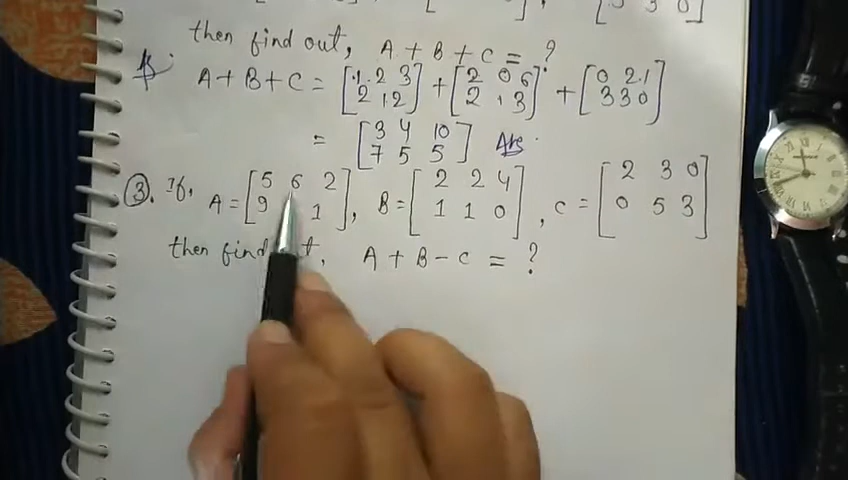 then find out, A + B + C = ?
A + B + C = [1 2 3] + [2 0 6] + [0 2 1]
[2 1 2] [2 1 3] [3 3 0]
= [3 4 10] Ans.
[7 5 5]
3. If, A = [5 6 2], B = [2 2 4], C = [2 3 0]
[9 1] [1 1 0] [0 5 3]
then find out, A + B - C = ?